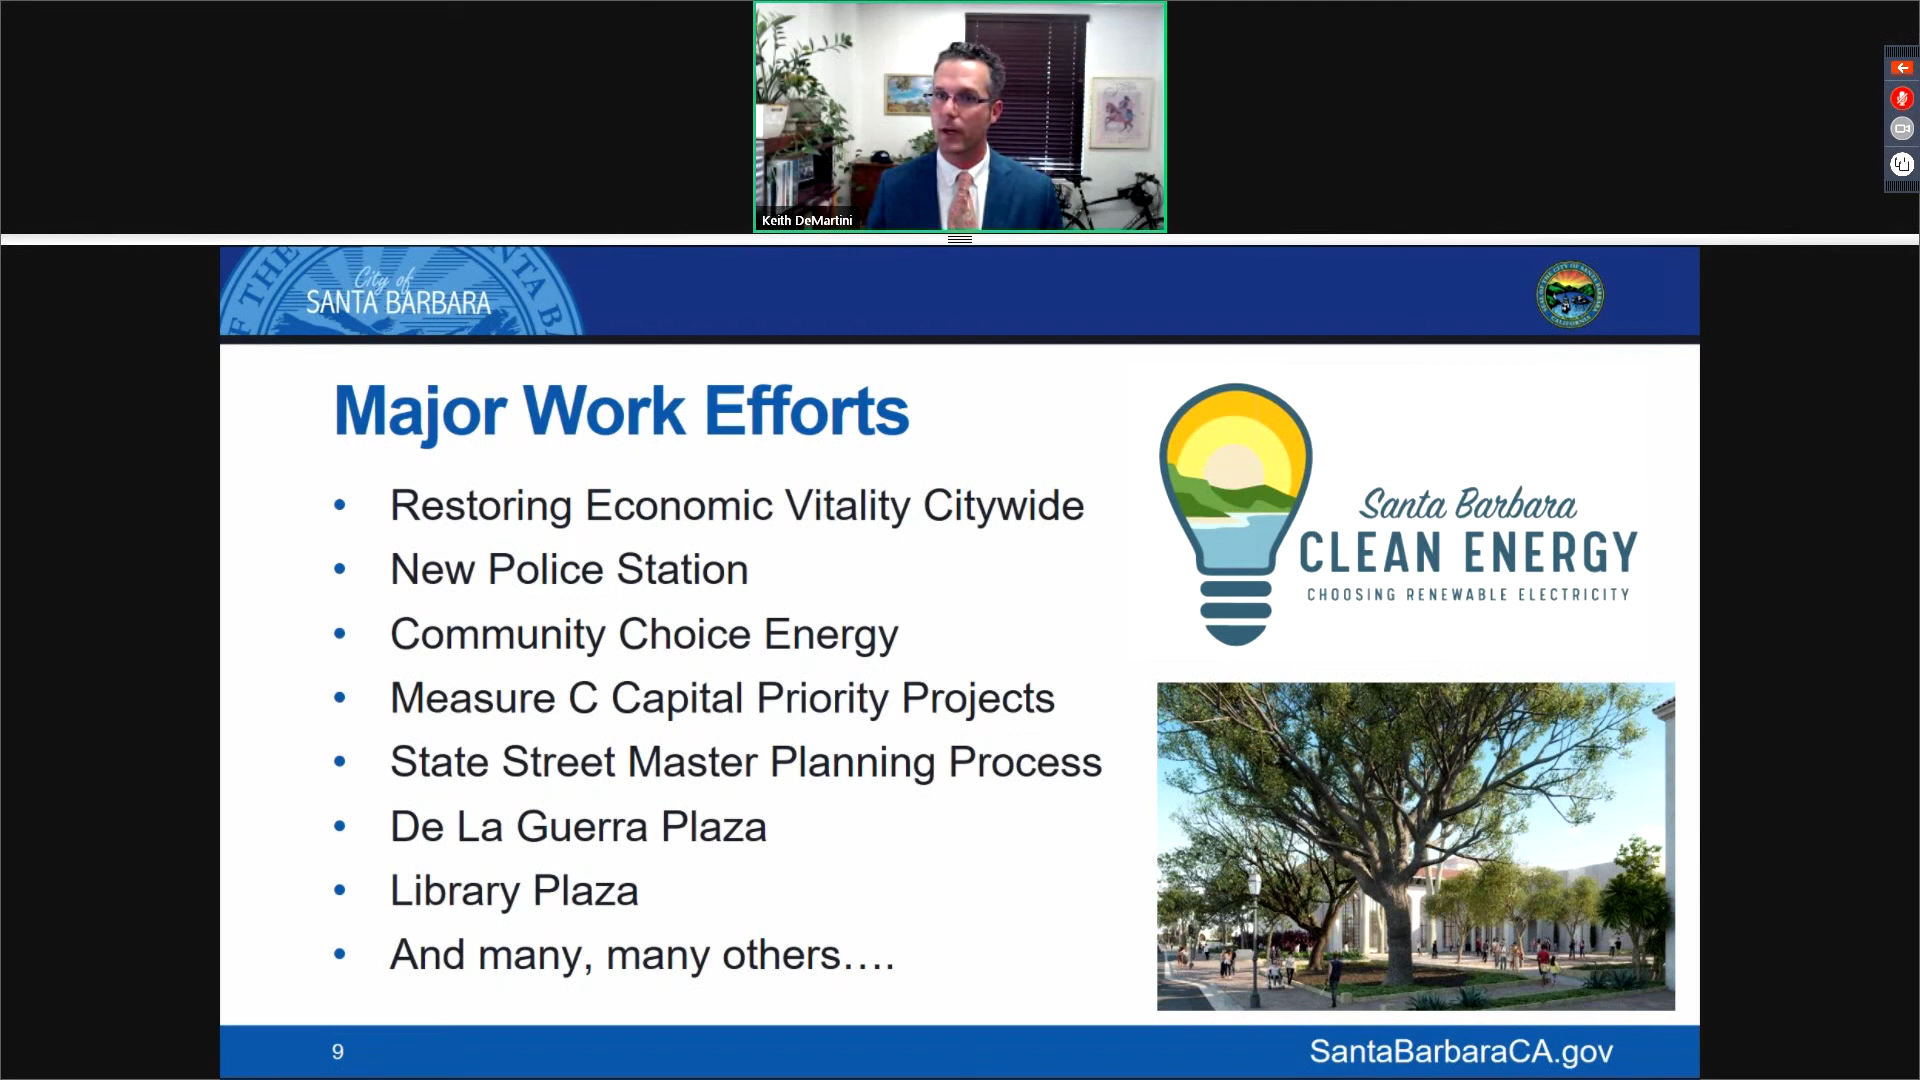 Keith DeMartini
City of
SANTA BARBARA
Major Work Efforts
• Restoring Economic Vitality Citywide
• New Police Station
• Community Choice Energy
• Measure C Capital Priority Projects
• State Street Master Planning Process
• De La Guerra Plaza
• Library Plaza
• And many, many others….
Santa Barbara
CLEAN ENERGY
CHOOSING RENEWABLE ELECTRICITY
9
SantaBarbaraCA.gov